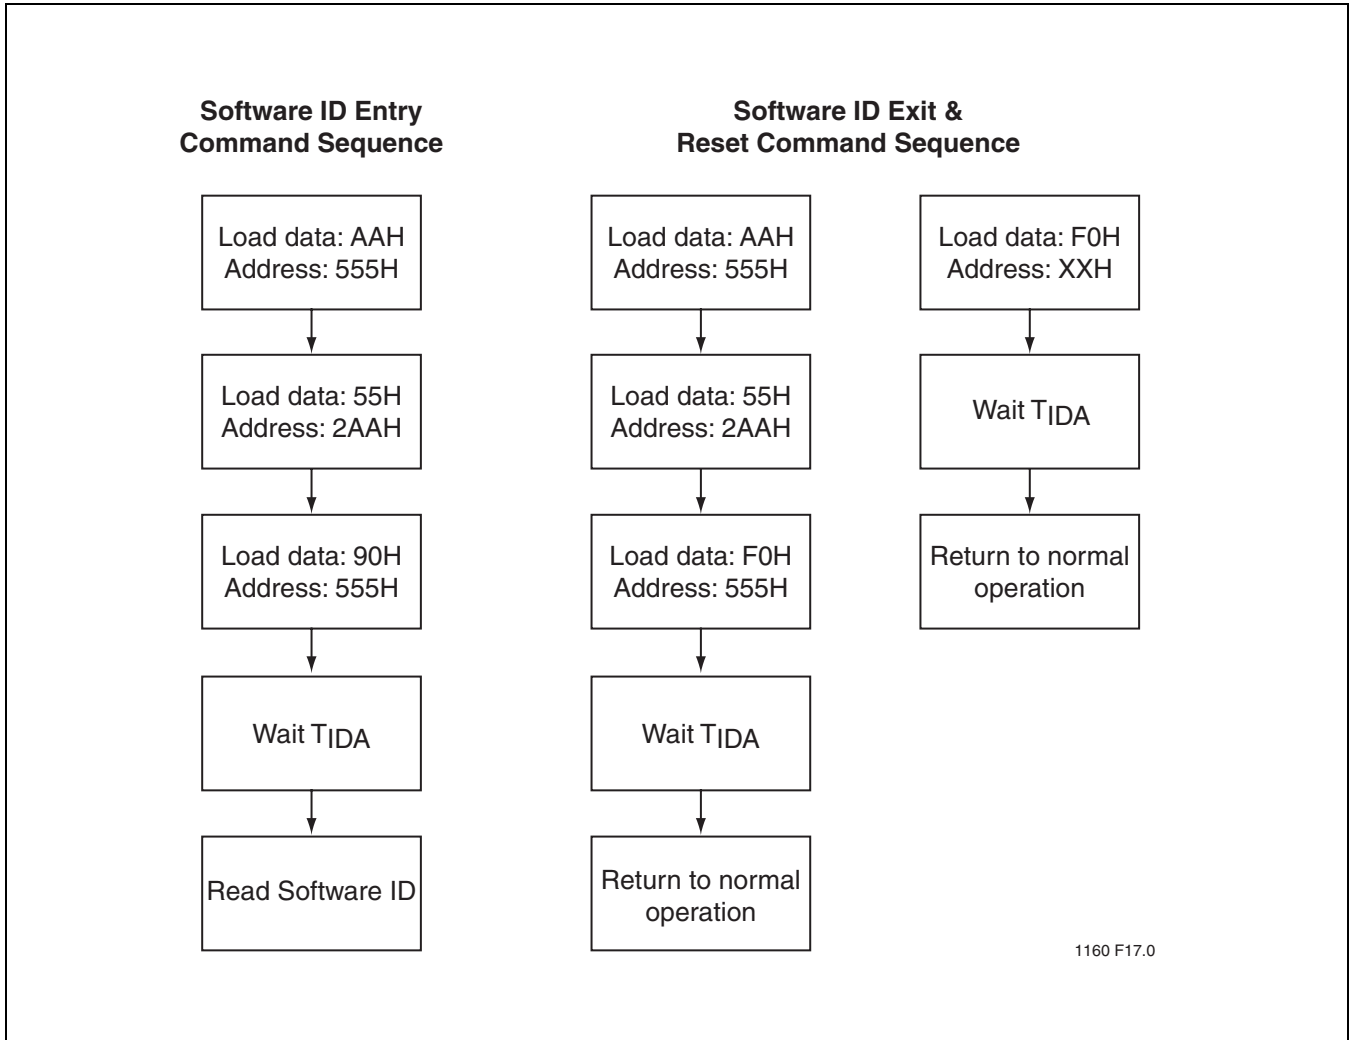 Software ID Entry
Command Sequence
Load data: AAH
Address: 555H
Load data: 55H
Address: 2AAH
Load data: 90H
Address: 555H
Wait TIDA
Read Software ID
Software ID Exit &
Reset Command Sequence
Load data: AAH
Address: 555H
Load data: 55H
Address: 2AAH
Load data: F0H
Address: 555H
Wait TIDA
Return to normal
operation
Load data: F0H
Address: XXH
Wait TIDA
Return to normal
operation
1160 F17.0